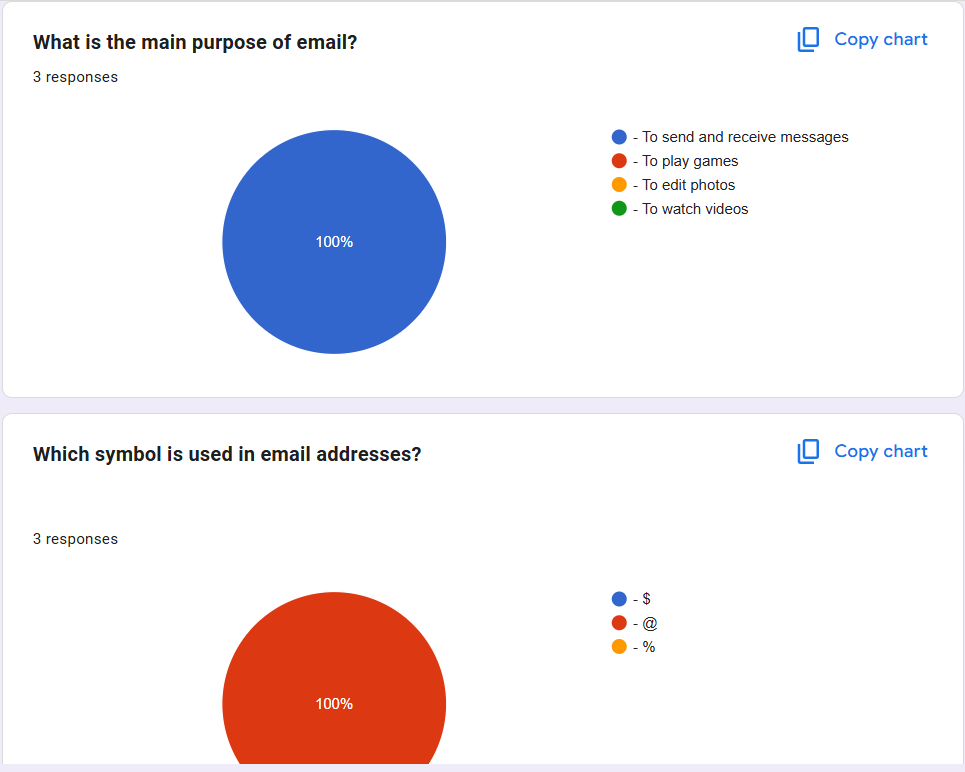 What is the main purpose of email?
Copy chart
3 responses
- To send and receive messages
- To play games
- To edit photos
- To watch videos
100%
Which symbol is used in email addresses?
Copy chart
3 responses
- $
- @
- %
100%